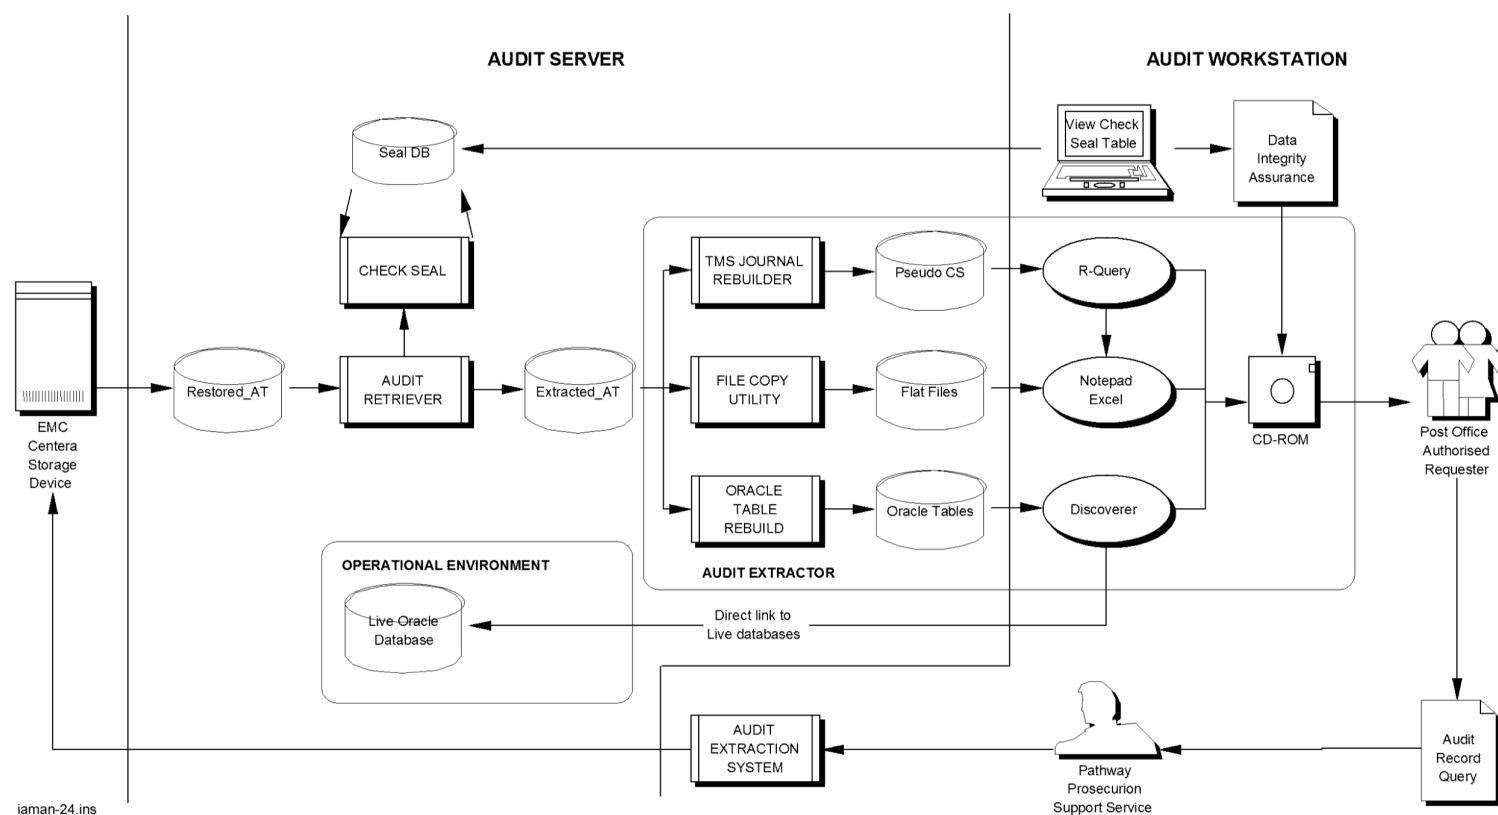 AUDIT SERVER
AUDIT WORKSTATION
Seal DB
View Check
Seal Table
Data
Integrity
Assurance
CHECK SEAL
TMS JOURNAL
REBUILDER
Pseudo CS
R-Query
EMC
Centera
Storage
Device
Restored_AT
AUDIT
RETRIEVER
Extracted_AT
FILE COPY
UTILITY
Flat Files
Notepad
Excel
CD-ROM
Post Office
Authorised
Requester
ORACLE
TABLE
REBUILD
Oracle Tables
Discoverer
AUDIT EXTRACTOR
OPERATIONAL ENVIRONMENT
Live Oracle
Database
Direct link to
Live databases
AUDIT
EXTRACTION
SYSTEM
Pathway
Prosecurion
Support Service
Audit
Record
Query
iaman-24.ins